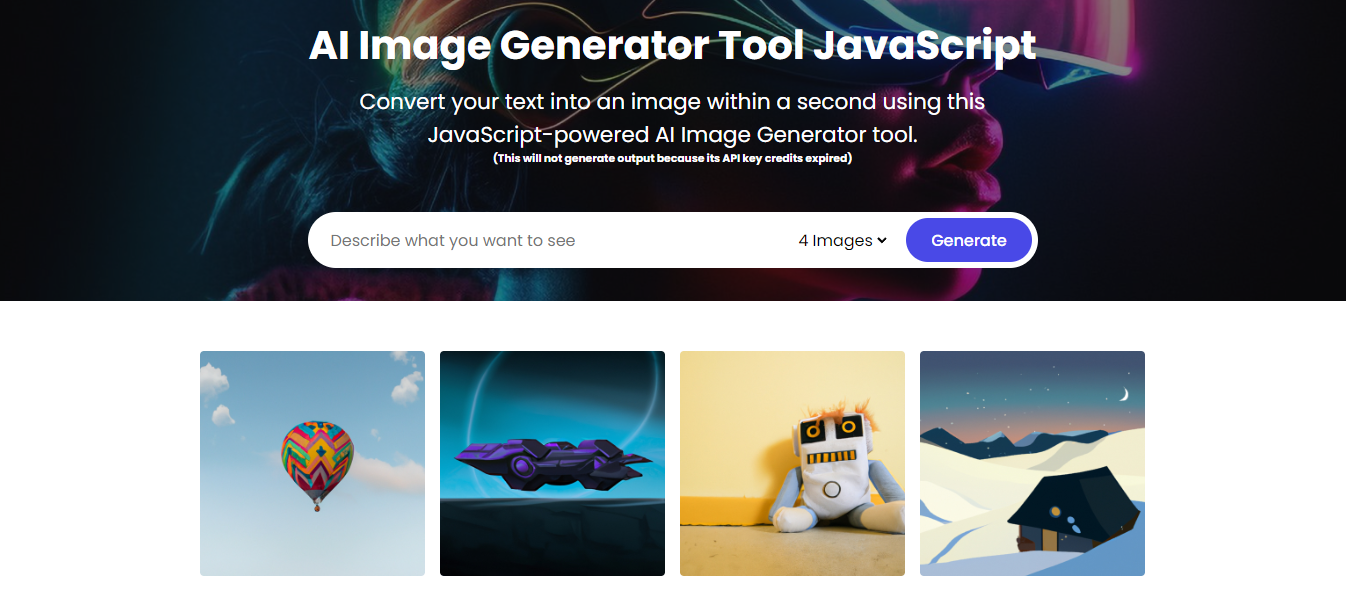 AI Image Generator Tool JavaScript
Convert your text into an image within a second using this
JavaScript-powered AI Image Generator tool.
(This will not generate output because its API key credits expired)
Describe what you want to see
4 Images
Generate